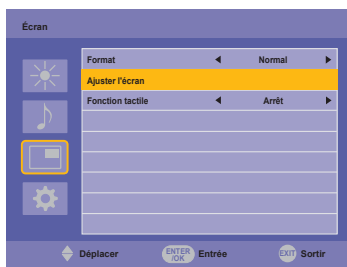 Écran
Format Normal
Ajuster l'écran
Fonction tactile Arrêt
Déplacer ENTER/OK Entrée EXIT Sortir